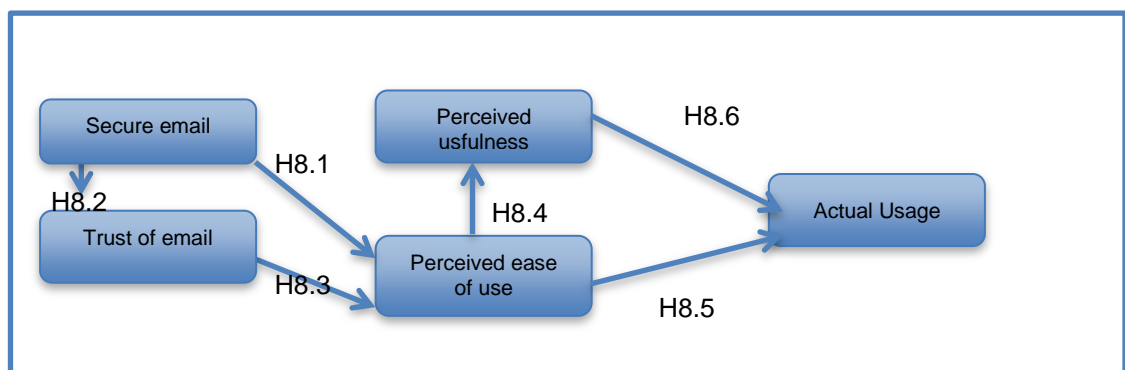 Secure email
H8.1
H8.2
Trust of email
H8.3
Perceived
usfulness
H8.4
Perceived ease
of use
H8.6
H8.5
Actual Usage